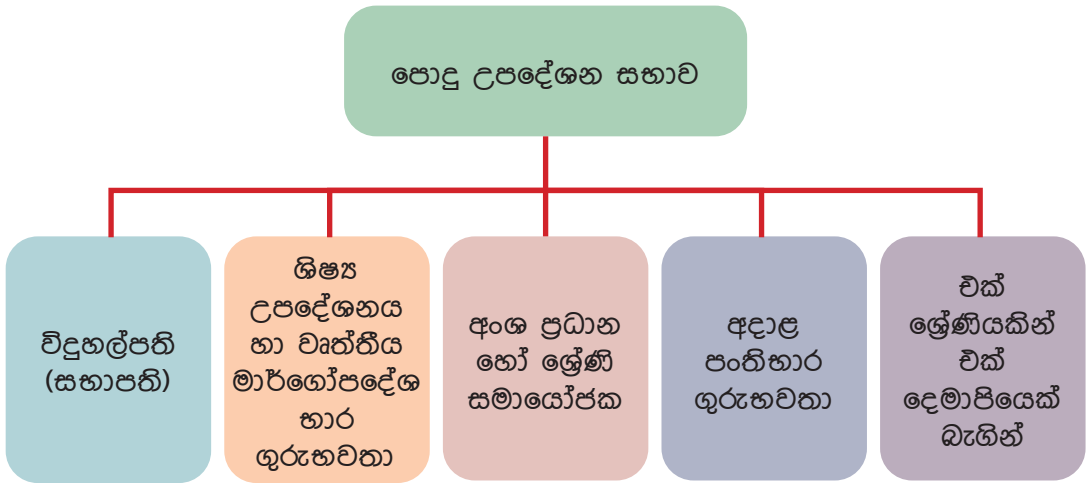 පොදු උපදේශන සභාව
විදුහල්පති
(සභාපති)
ශිෂ්‍ය
උපදේශනය
හා වෘත්තීය
මාර්ගෝපදේශ
භාර
ගුරුභවතා
අංශ ප්‍රධාන
හෝ ශ්‍රේණි
සමායෝජක
අදාළ
පංතිභාර
ගුරුභවතා
එක්
ශ්‍රේණියකින්
එක්
දෙමාපියෙක්
බැගින්